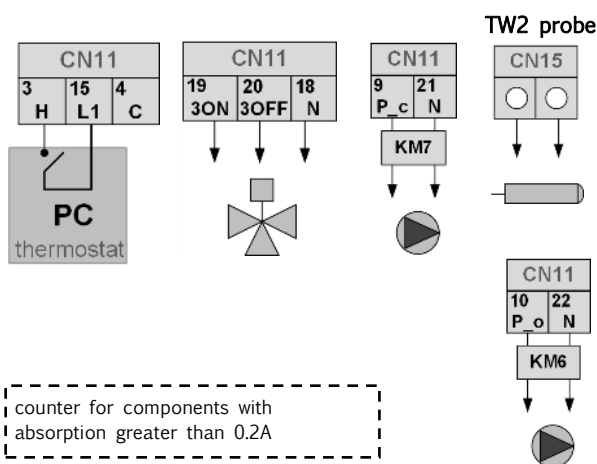 TW2 probe
CN11
3 15 4
H L1 C
PC
thermostat
CN11
19 20 18
3ON 3OFF N
CN11
9 21
P_c N
KM7
CN15
CN11
10 22
P_o N
KM6
counter for components with
absorption greater than 0.2A